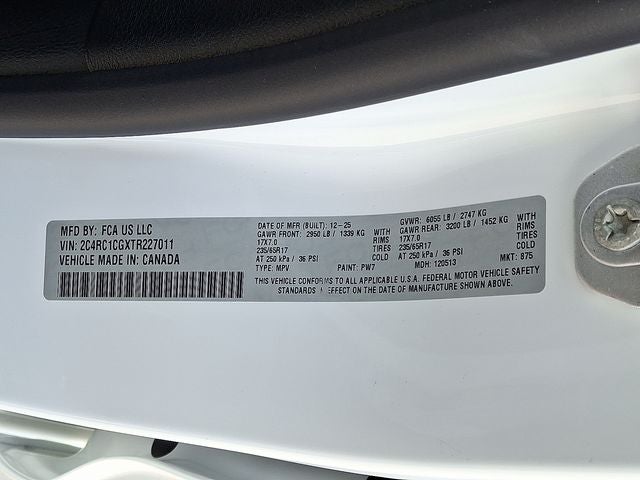 MFD BY: FCA US LLC
VIN: 2C4RC1CGXTR227011
VEHICLE MADE IN: CANADA
DATE OF MFR (BUILT): 12-25
GAWR FRONT: 2950 LB / 1339 KG WITH
17X7.0 RIMS
235/65R17 TIRES
AT 250 kPa / 36 PSI COLD
TYPE: MPV PAINT: PW7
GVWR: 6055 LB / 2747 KG
GAWR REAR: 3200 LB / 1452 KG WITH
17X7.0 RIMS
235/65R17 TIRES
AT 250 kPa / 36 PSI COLD
MDH: 120513 MKT: 875
THIS VEHICLE CONFORMS TO ALL APPLICABLE U.S.A. FEDERAL MOTOR VEHICLE SAFETY
STANDARDS IN EFFECT ON THE DATE OF MANUFACTURE SHOWN ABOVE.